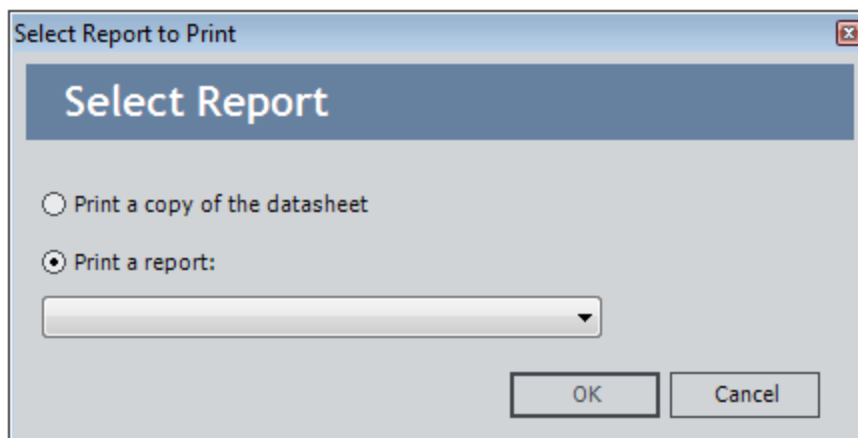 Select Report to Print
Select Report
Print a copy of the datasheet
Print a report:
OK
Cancel